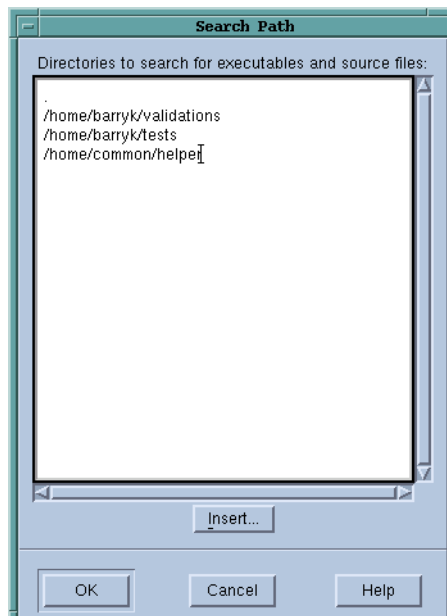 Search Path
Directories to search for executables and source files:
.
/home/barryk/validations
/home/barryk/tests
/home/common/helper
Insert...
OK
Cancel
Help